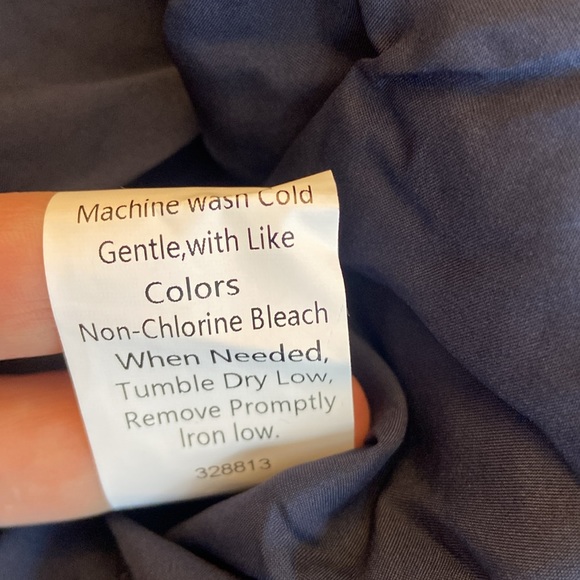 Machine wash Cold
Gentle,with Like
Colors
Non-Chlorine Bleach
When Needed,
Tumble Dry Low,
Remove Promptly
Iron low.
328813